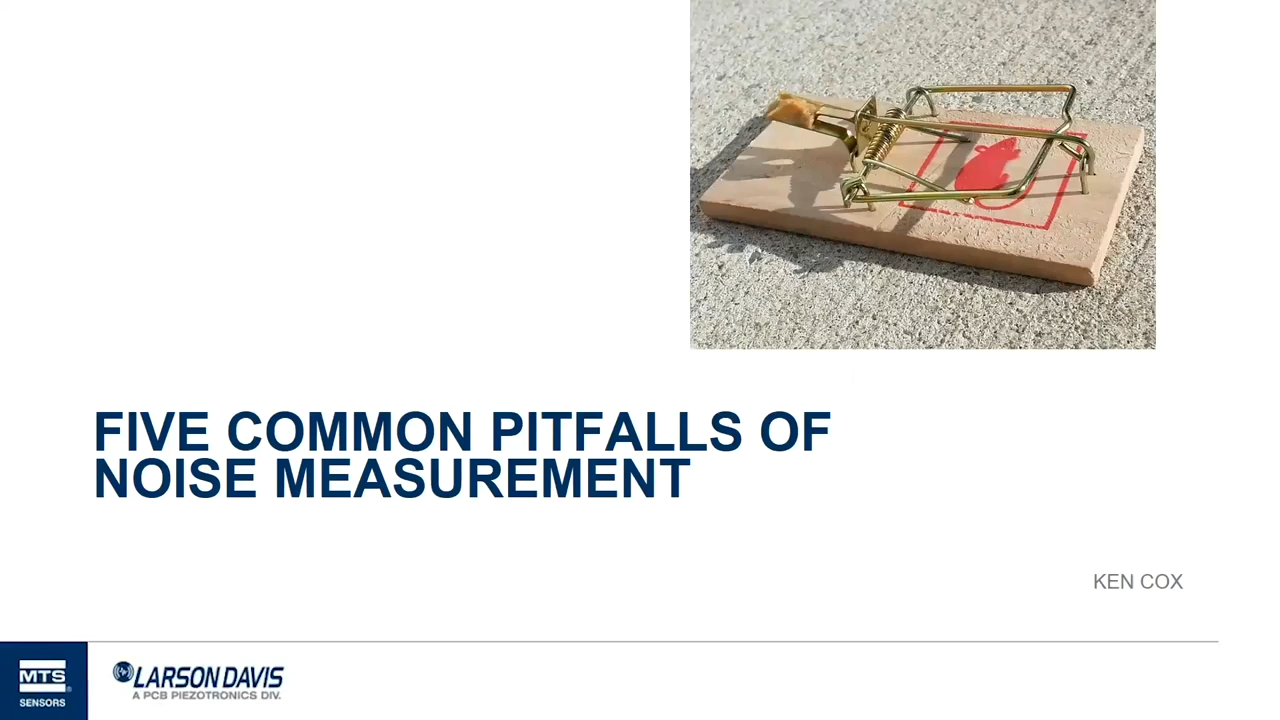 FIVE COMMON PITFALLS OF
NOISE MEASUREMENT
KEN COX
MTS
SENSORS
LARSON DAVIS
A PCB PIEZOTRONICS DIV.